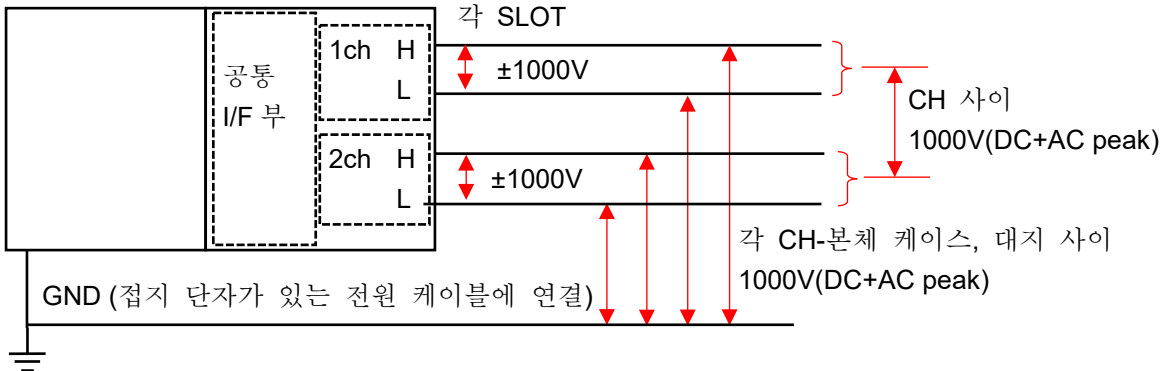 각 SLOT
1ch H
±1000V
L
공통
I/F 부
CH 사이
1000V(DC+AC peak)
2ch H
±1000V
L
각 CH-본체 케이스, 대지 사이
1000V(DC+AC peak)
GND (접지 단자가 있는 전원 케이블에 연결)